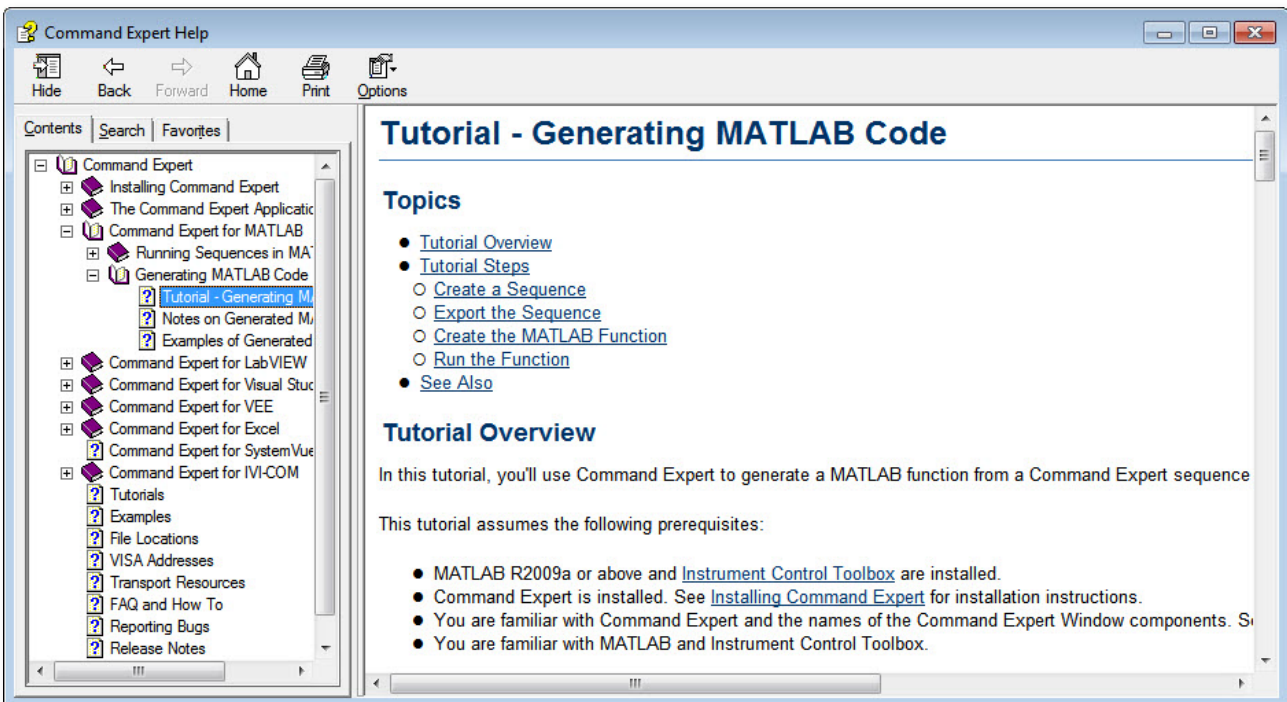 Command Expert Help
Hide Back Forward Home Print Options
Contents Search Favorites
Command Expert
Installing Command Expert
The Command Expert Applicatic
Command Expert for MATLAB
Running Sequences in MA
Generating MATLAB Code
Tutorial - Generating M
Notes on Generated M
Examples of Generated
Command Expert for LabVIEW
Command Expert for Visual Stuc
Command Expert for VEE
Command Expert for Excel
Command Expert for SystemVue
Command Expert for IVI-COM
Tutorials
Examples
File Locations
VISA Addresses
Transport Resources
FAQ and How To
Reporting Bugs
Release Notes
Tutorial - Generating MATLAB Code
Topics
Tutorial Overview
Tutorial Steps
Create a Sequence
Export the Sequence
Create the MATLAB Function
Run the Function
See Also
Tutorial Overview
In this tutorial, you'll use Command Expert to generate a MATLAB function from a Command Expert sequence
This tutorial assumes the following prerequisites:
MATLAB R2009a or above and Instrument Control Toolbox are installed.
Command Expert is installed. See Installing Command Expert for installation instructions.
You are familiar with Command Expert and the names of the Command Expert Window components. S
You are familiar with MATLAB and Instrument Control Toolbox.